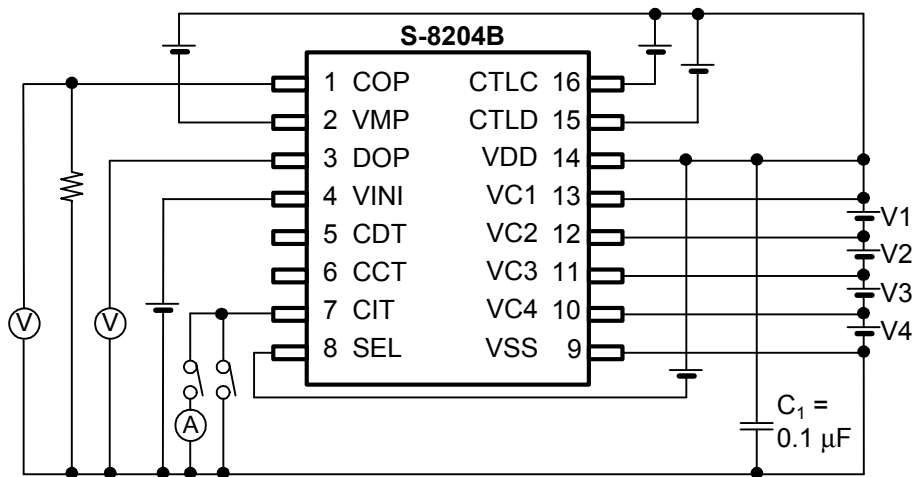 S-8204B
1 COP CTLC 16
2 VMP CTLD 15
3 DOP VDD 14
4 VINI VC1 13
5 CDT VC2 12
6 CCT VC3 11
7 CIT VC4 10
8 SEL VSS 9
V1
V2
V3
V4
V
V
A
C₁ =
0.1 μF